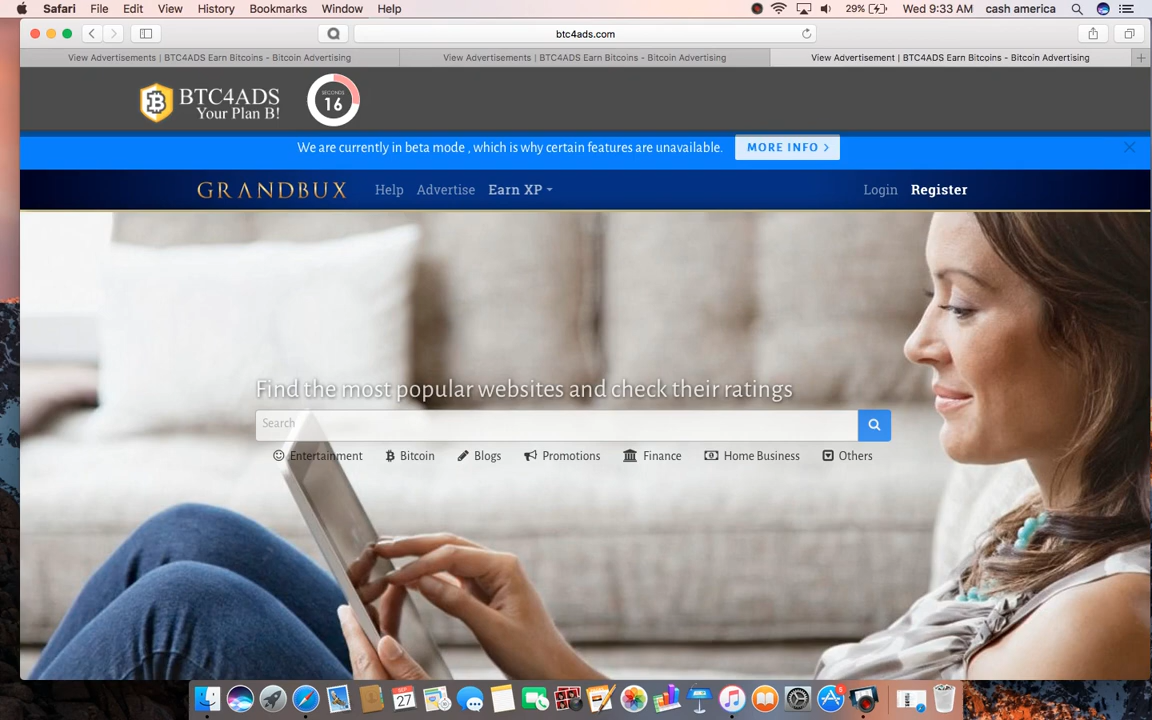 Safari File Edit View History Bookmarks Window Help 29% Wed 9:33 AM cash america
btc4ads.com
View Advertisements | BTC4ADS Earn Bitcoins - Bitcoin Advertising View Advertisements | BTC4ADS Earn Bitcoins - Bitcoin Advertising View Advertisement | BTC4ADS Earn Bitcoins - Bitcoin Advertising
BTC4ADS
Your Plan B!
SECONDS
16
We are currently in beta mode , which is why certain features are unavailable. MORE INFO >
GRANDBUX Help Advertise Earn XP Login Register
Find the most popular websites and check their ratings
Search
Entertainment Bitcoin Blogs Promotions Finance Home Business Others
SEP
27